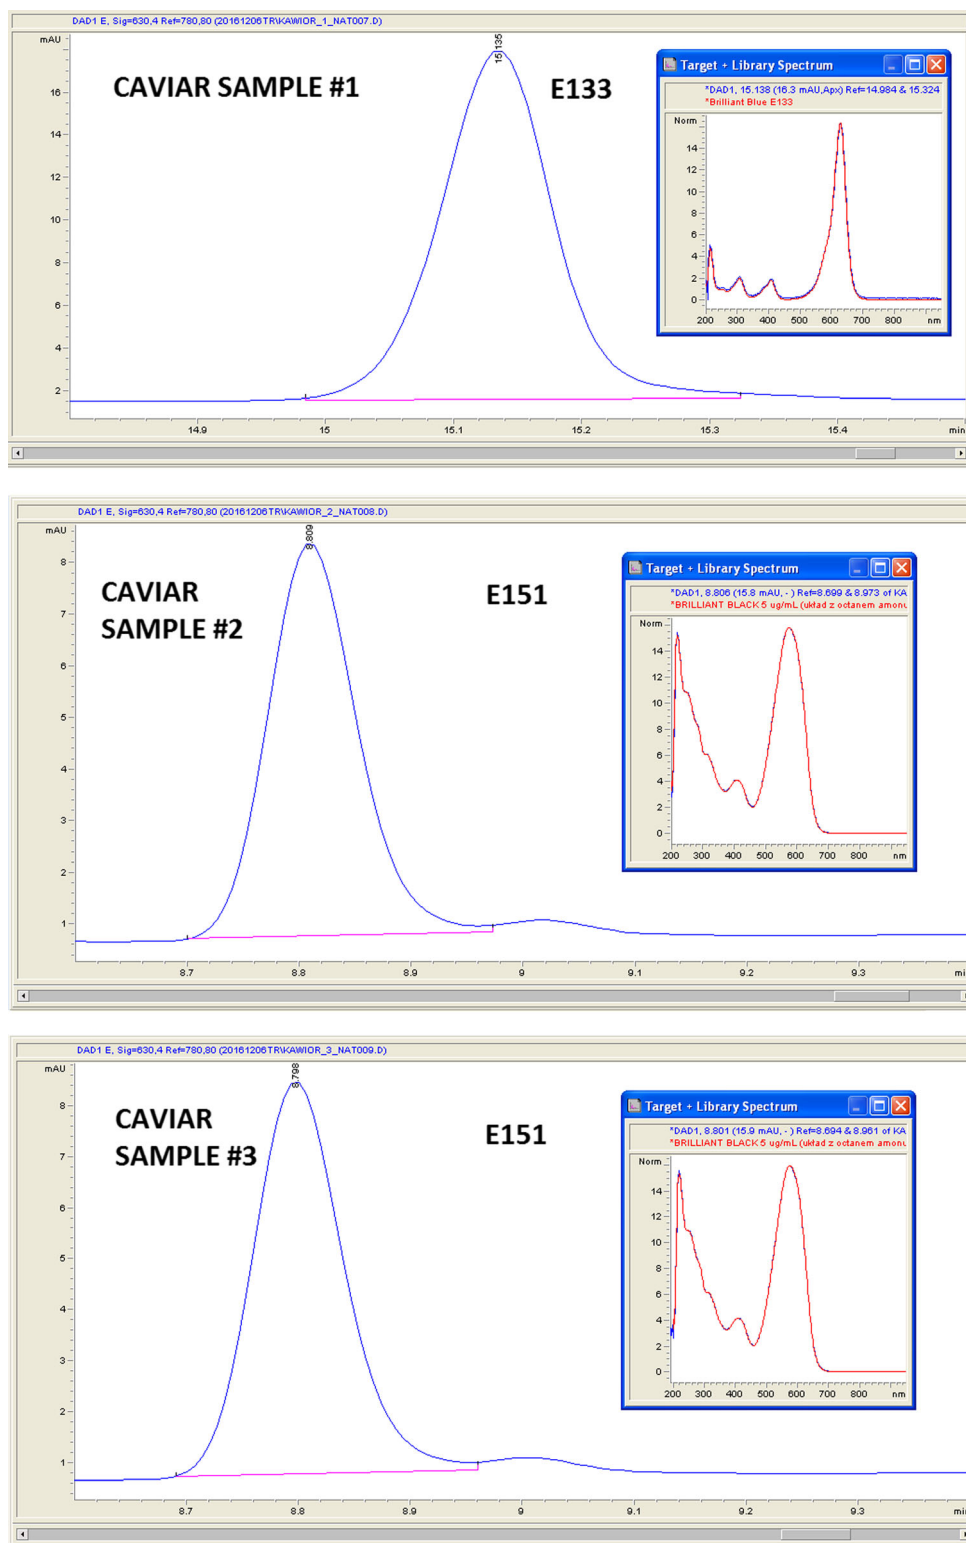 DAD1 E, Sig=630,4 Ref=780,80 (20161206TR\KAWIOR_1_NAT007.D)
mAU
16
14
12
10
8
6
4
2
15.135
CAVIAR SAMPLE #1
E133
Target + Library Spectrum
*DAD1, 15.138 (16.3 mAU,Apx) Ref=14.984 & 15.324
*Brilliant Blue E133
Norm
14
12
10
8
6
4
2
0
200 300 400 500 600 700 800 nm
14.9 15 15.1 15.2 15.3 15.4 min
DAD1 E, Sig=630,4 Ref=780,80 (20161206TR\KAWIOR_2_NAT008.D)
mAU
8
7
6
5
4
3
2
1
8.809
CAVIAR
SAMPLE #2
E151
Target + Library Spectrum
*DAD1, 8.806 (15.8 mAU, - ) Ref=8.699 & 8.973 of KA
*BRILLIANT BLACK 5 ug/mL (układ z octanem amonu
Norm
14
12
10
8
6
4
2
0
200 300 400 500 600 700 800 nm
8.7 8.8 8.9 9 9.1 9.2 9.3 mi
DAD1 E, Sig=630,4 Ref=780,80 (20161206TR\KAWIOR_3_NAT009.D)
mAU
8
7
6
5
4
3
2
1
8.798
CAVIAR
SAMPLE #3
E151
Target + Library Spectrum
*DAD1, 8.801 (15.9 mAU, - ) Ref=8.694 & 8.961 of KA
*BRILLIANT BLACK 5 ug/mL (układ z octanem amonu
Norm
14
12
10
8
6
4
2
0
200 300 400 500 600 700 800 nm
8.7 8.8 8.9 9 9.1 9.2 9.3 mi